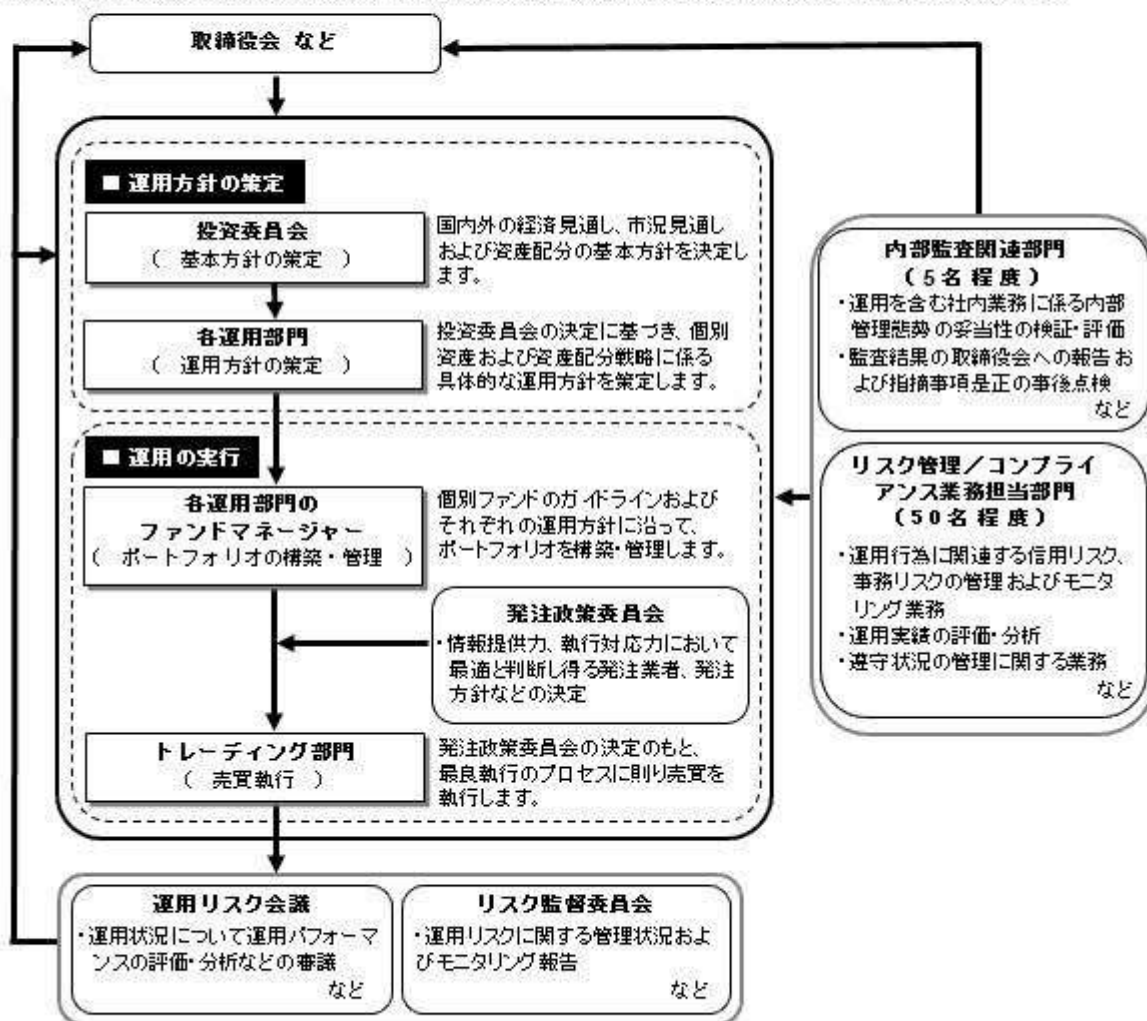 取締役会 など
■ 運用方針の策定
投資委員会
（ 基本方針の策定 ）
国内外の経済見通し、市況見通し
および資産配分の基本方針を決定し
ます。
各運用部門
（ 運用方針の策定 ）
投資委員会の決定に基づき、個別
資産および資産配分戦略に係る
具体的な運用方針を策定します。
■ 運用の実行
各運用部門の
ファンドマネージャー
（ ポートフォリオの構築・管理 ）
個別ファンドのガイドラインおよび
それぞれの運用方針に沿って、
ポートフォリオを構築・管理します。
発注政策委員会
・情報提供力、執行対応力において
最適と判断し得る発注業者、発注
方針などの決定
トレーディング部門
（ 売買執行 ）
発注政策委員会の決定のもと、
最良執行のプロセスに則り売買を
執行します。
内部監査関連部門
（5名程度）
・運用を含む社内業務に係る内部
管理態勢の妥当性の検証・評価
・監査結果の取締役会への報告お
よび指摘事項是正の事後点検
など
リスク管理／コンプライ
アンス業務担当部門
（50名程度）
・運用行為に関連する信用リスク、
事務リスクの管理およびモニタ
リング業務
・運用実績の評価・分析
・遵守状況の管理に関する業務
など
運用リスク会議
・運用状況について運用パフォーマ
ンスの評価・分析などの審議
など
リスク監督委員会
・運用リスクに関する管理状況およ
びモニタリング報告
など